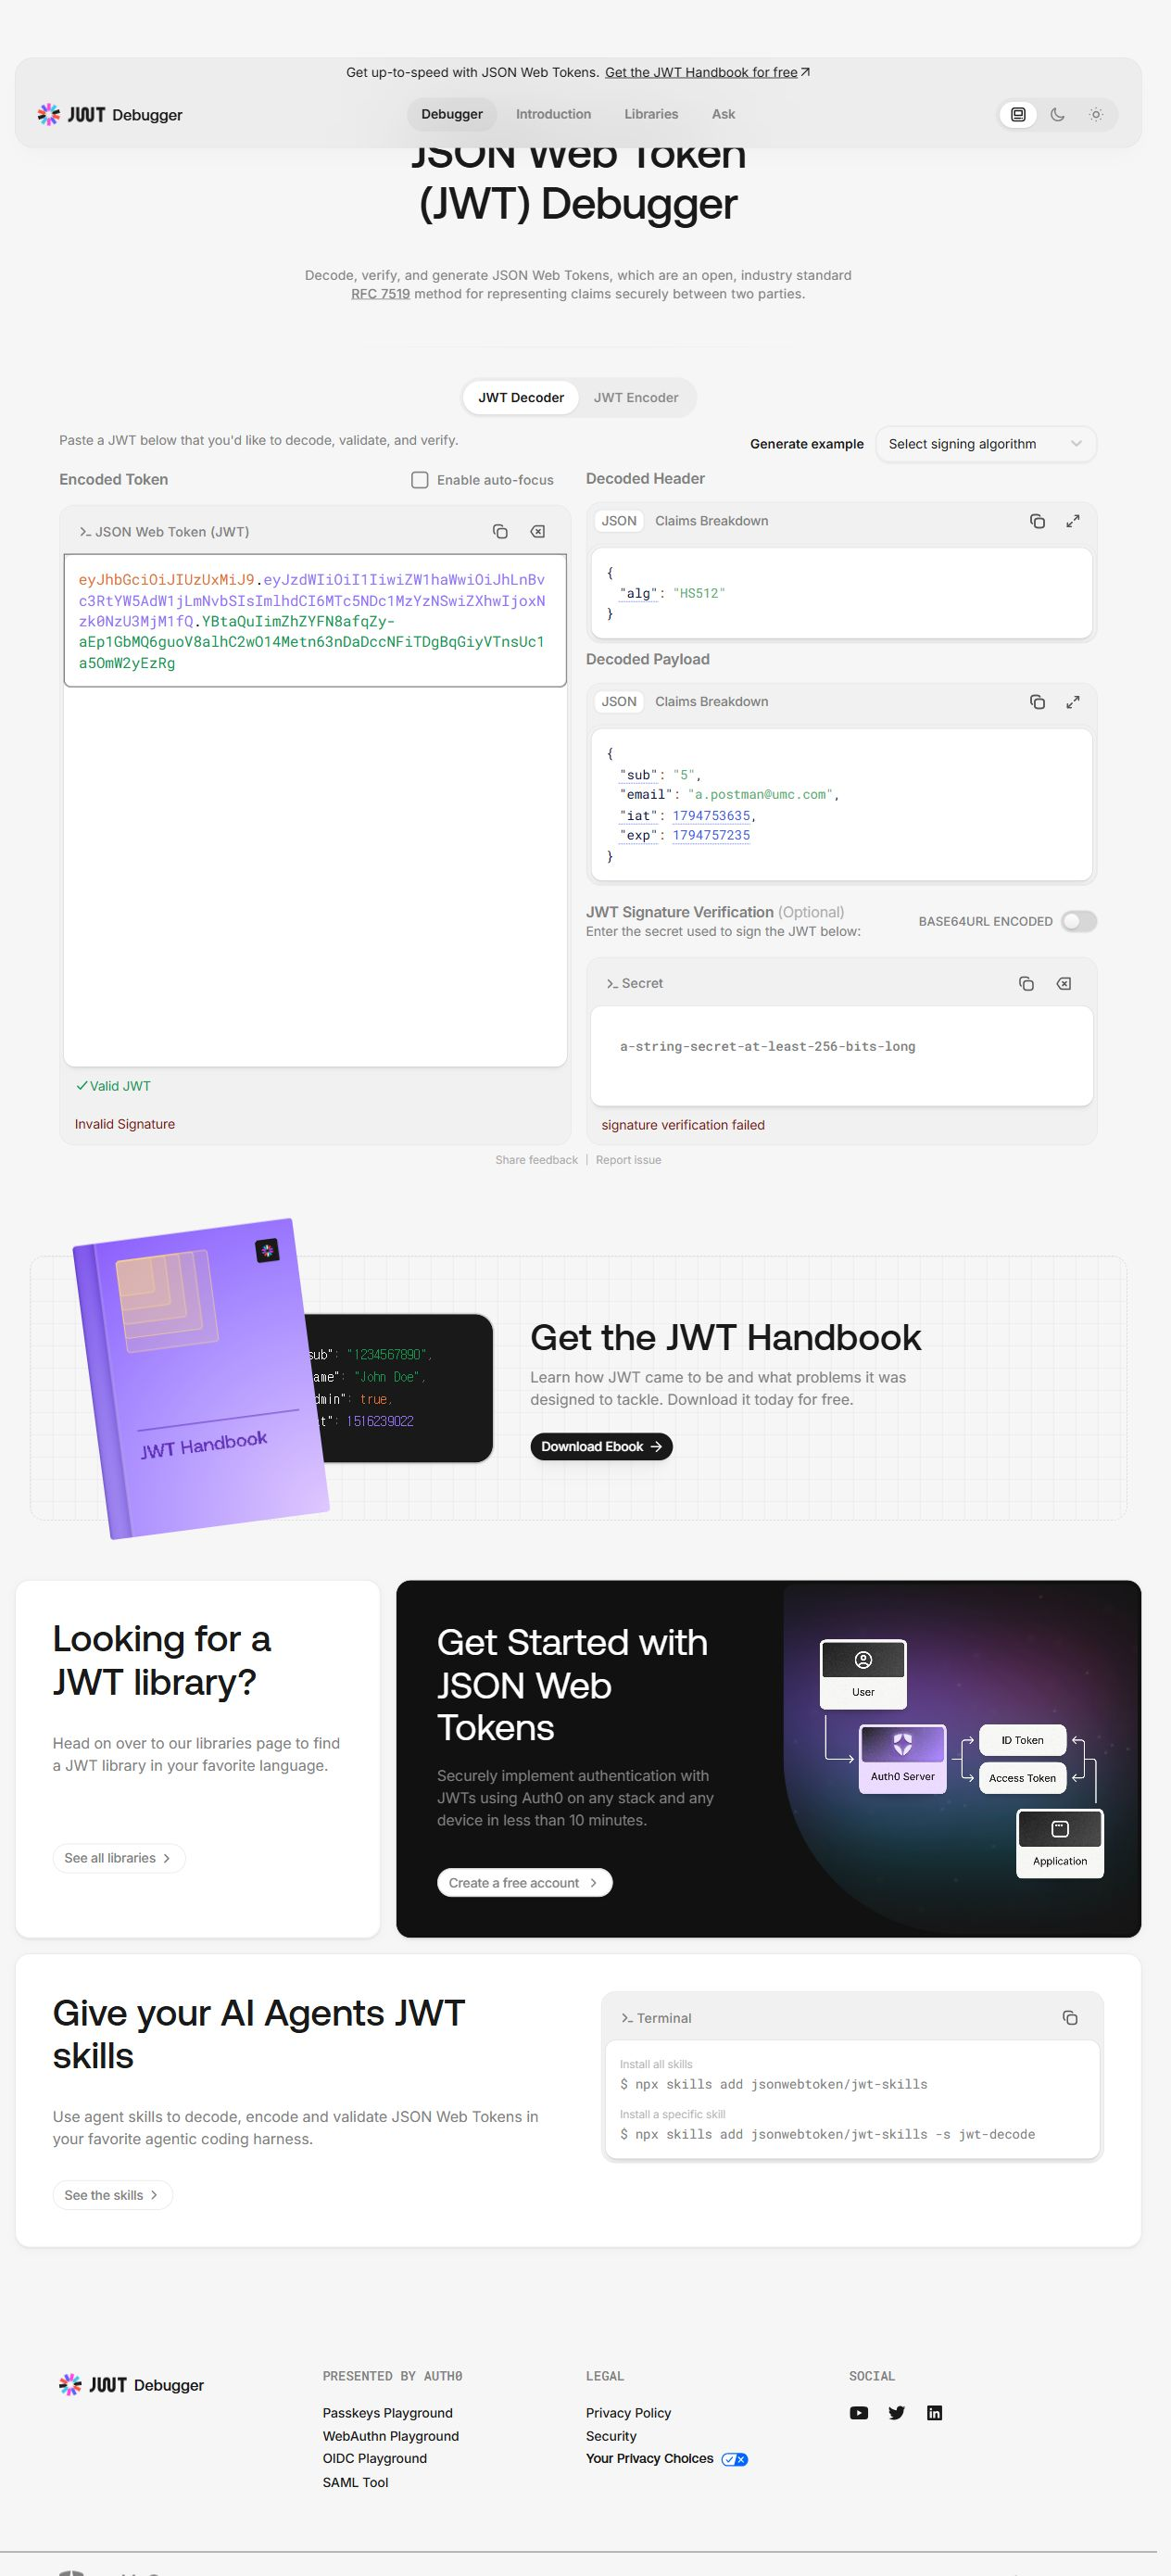 Get up-to-speed with JSON Web Tokens. Get the JWT Handbook for free
JWT Debugger
Debugger
Introduction
Libraries
Ask
JSON Web Token
(JWT) Debugger
Decode, verify, and generate JSON Web Tokens, which are an open, industry standard
RFC 7519 method for representing claims securely between two parties.
JWT Decoder
JWT Encoder
Paste a JWT below that you'd like to decode, validate, and verify.
Generate example
Select signing algorithm
Encoded Token
Enable auto-focus
JSON Web Token (JWT)
eyJhbGciOiJIUzUxMiJ9.eyJzdWIiOiI1IiwiZW1haWwiOiJhLnBv
c3RtYW5AdW1jLmNvbSIsImlhdCI6MTc5NDc1MzYzNSwiZXhwIjoxN
zk0NzU3MjM1fQ.YBtaQuIimZhZYFN8afqZy-
aEp1GbMQ6guoV8alhC2wO14Metn63nDaDccNFiTDgBqGiyVTnsUc1
a5OmW2yEzRg
Valid JWT
Invalid Signature
Decoded Header
JSON
Claims Breakdown
{
"alg": "HS512"
}
Decoded Payload
JSON
Claims Breakdown
{
"sub": "5",
"email": "a.postman@umc.com",
"iat": 1794753635,
"exp": 1794757235
}
JWT Signature Verification (Optional)
Enter the secret used to sign the JWT below:
BASE64URL ENCODED
Secret
a-string-secret-at-least-256-bits-long
signature verification failed
Share feedback | Report issue
JWT Handbook
sub": "1234567890",
ame": "John Doe",
dmin": true,
t": 1516239022
Get the JWT Handbook
Learn how JWT came to be and what problems it was
designed to tackle. Download it today for free.
Download Ebook
Looking for a
JWT library?
Head on over to our libraries page to find
a JWT library in your favorite language.
See all libraries
Get Started with
JSON Web
Tokens
Securely implement authentication with
JWTs using Auth0 on any stack and any
device in less than 10 minutes.
Create a free account
User
Auth0 Server
ID Token
Access Token
Application
Give your AI Agents JWT
skills
Use agent skills to decode, encode and validate JSON Web Tokens in
your favorite agentic coding harness.
See the skills
Terminal
Install all skills
$ npx skills add jsonwebtoken/jwt-skills
Install a specific skill
$ npx skills add jsonwebtoken/jwt-skills -s jwt-decode
JWT Debugger
PRESENTED BY AUTH0
Passkeys Playground
WebAuthn Playground
OIDC Playground
SAML Tool
LEGAL
Privacy Policy
Security
Your Privacy Choices
SOCIAL